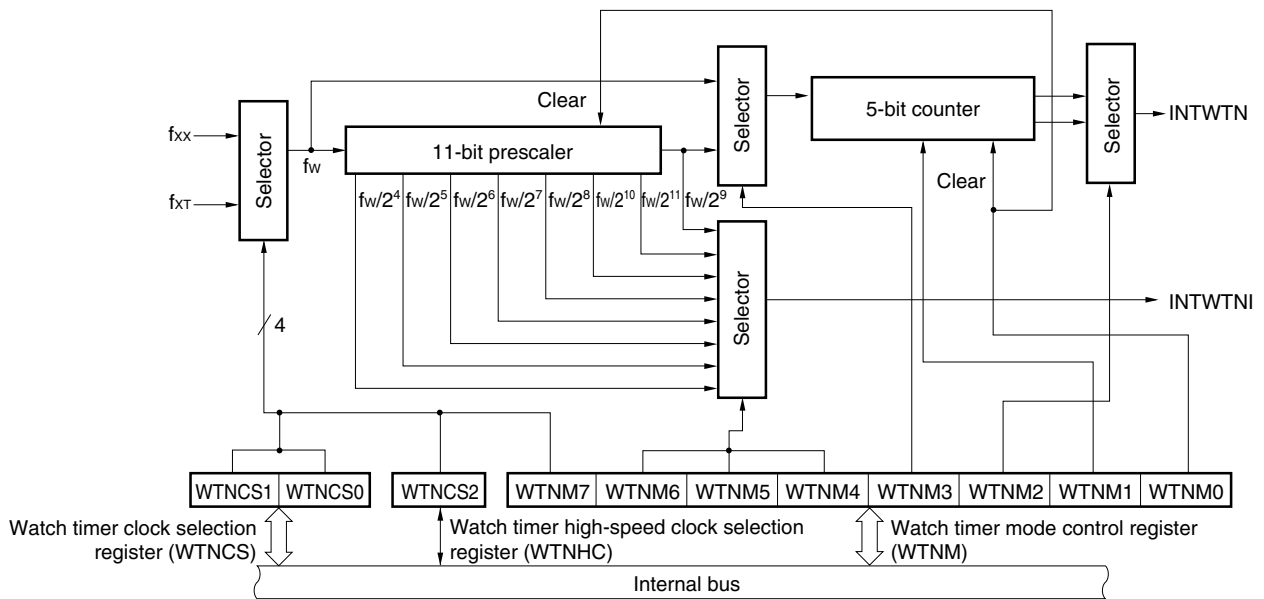 Clear
Selector
Selector
5-bit counter
Selector
INTWTN
fXX
Selector
fW
11-bit prescaler
fXT
fW/2⁴ fW/2⁵ fW/2⁶ fW/2⁷ fW/2⁸ fW/2¹⁰ fW/2¹¹ fW/2⁹
Clear
Selector
INTWTNI
4
WTNCS1 WTNCS0
WTNCS2
WTNM7 WTNM6 WTNM5 WTNM4 WTNM3 WTNM2 WTNM1 WTNM0
Watch timer clock selection
register (WTNCS)
Watch timer high-speed clock selection
register (WTNHC)
Watch timer mode control register
(WTNM)
Internal bus